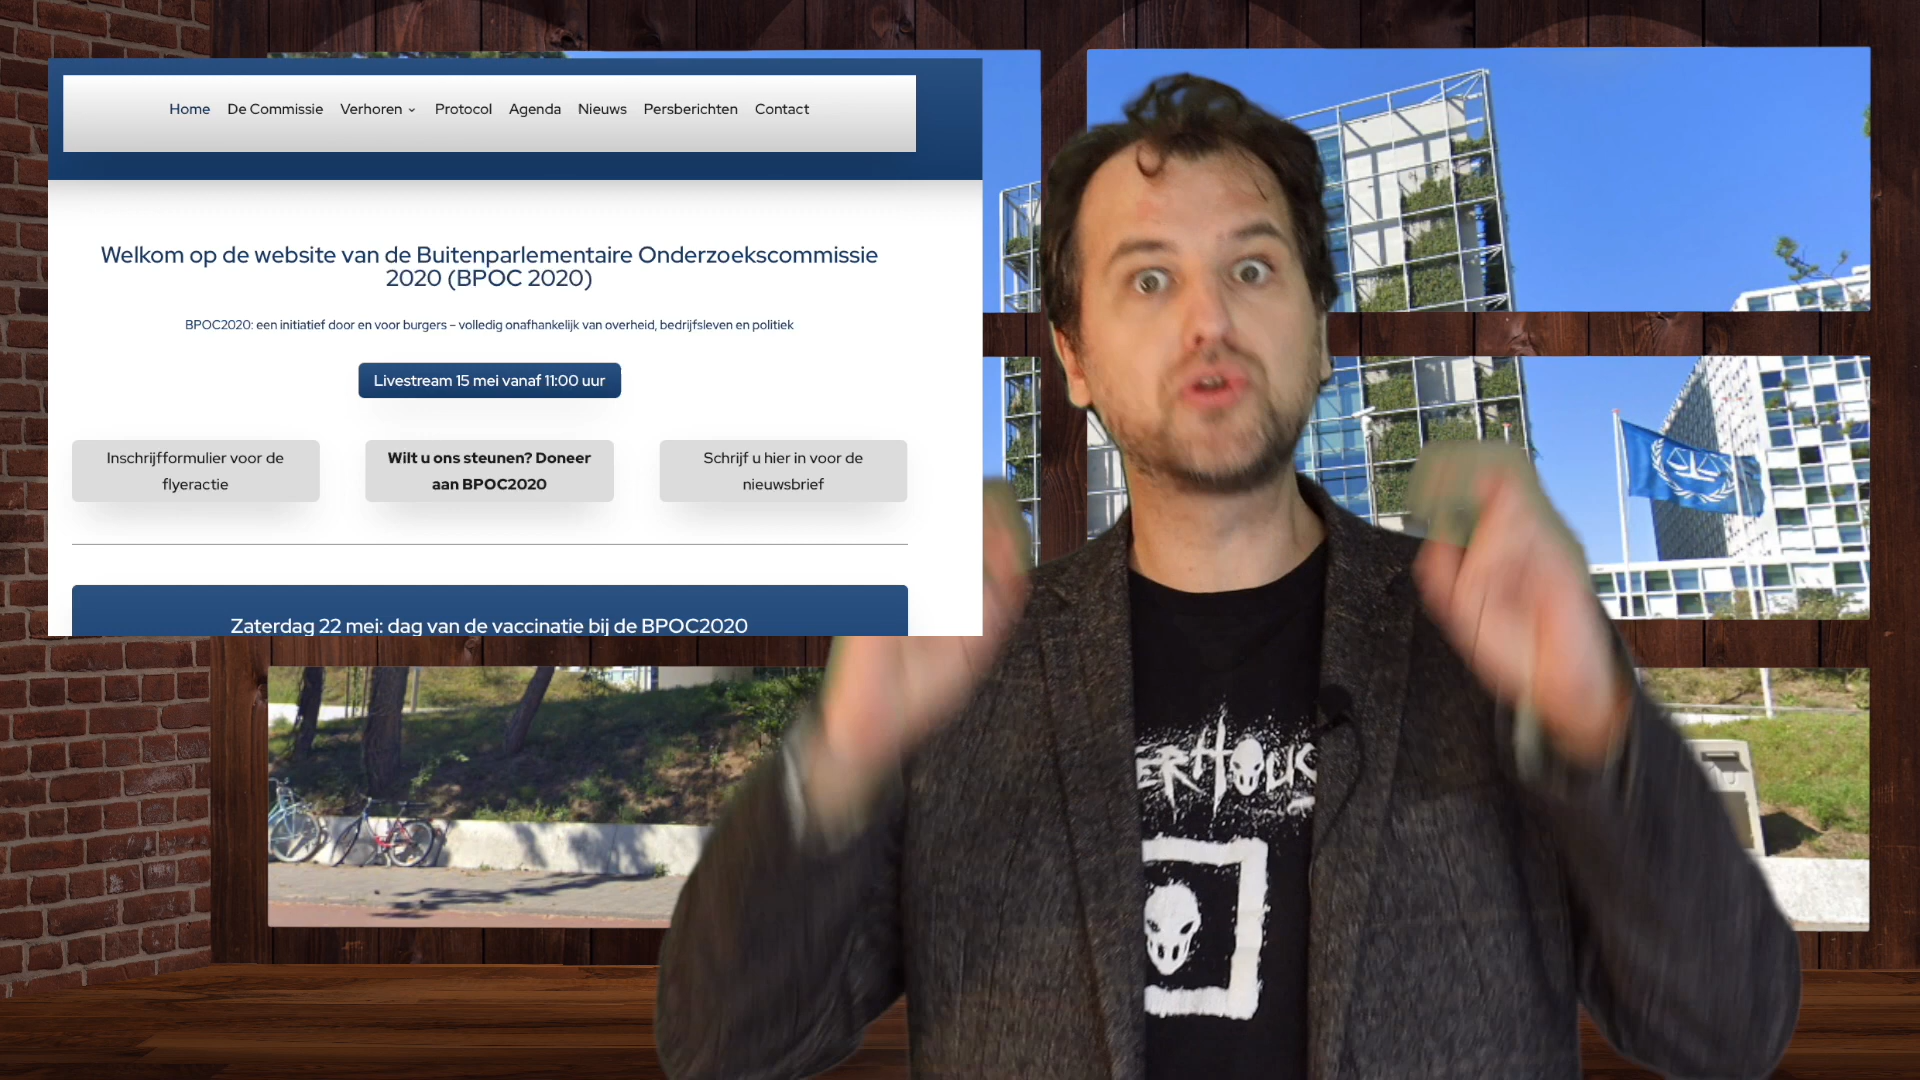 Home De Commissie Verhoren Protocol Agenda Nieuws Persberichten Contact
Welkom op de website van de Buitenparlementaire Onderzoekscommissie
2020 (BPOC 2020)
BPOC2020: een initiatief door en voor burgers – volledig onafhankelijk van overheid, bedrijfsleven en politiek
Livestream 15 mei vanaf 11:00 uur
Inschrijfformulier voor de
flyeractie
Wilt u ons steunen? Doneer
aan BPOC2020
Schrijf u hier in voor de
nieuwsbrief
Zaterdag 22 mei: dag van de vaccinatie bij de BPOC2020